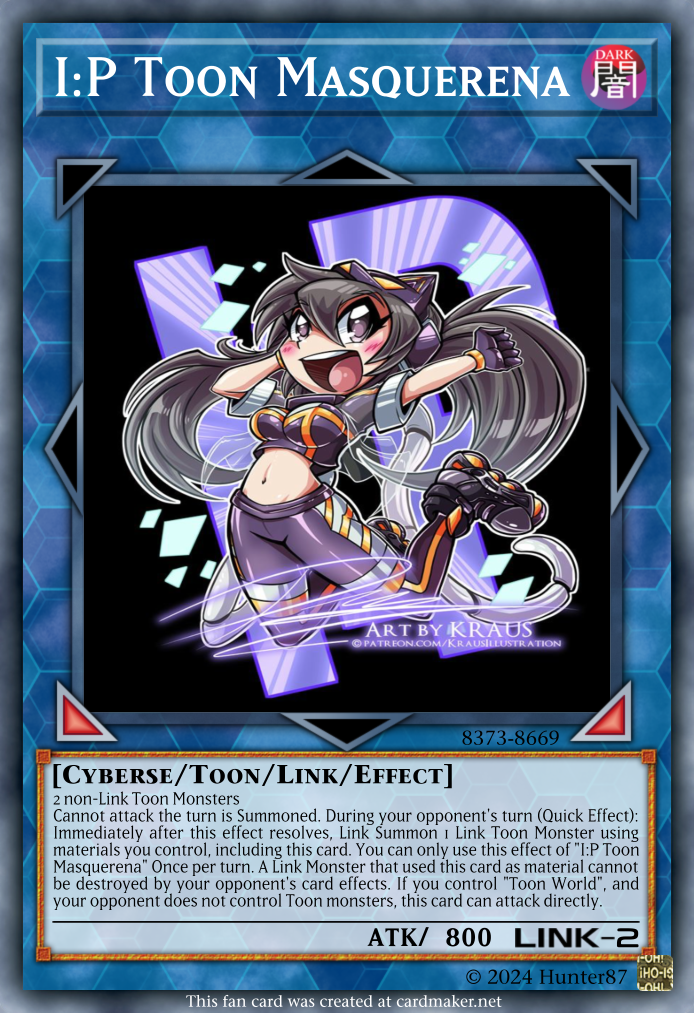 I:P Toon Masquerena
DARK
闇
IP
Art by Kraus
© patreon.com/KrausIllustration
8373-8669
[Cyberse/Toon/Link/Effect]
2 non-Link Toon Monsters
Cannot attack the turn is Summoned. During your opponent's turn (Quick Effect):
Immediately after this effect resolves, Link Summon 1 Link Toon Monster using
materials you control, including this card. You can only use this effect of "I:P Toon
Masquerena" Once per turn. A Link Monster that used this card as material cannot
be destroyed by your opponent's card effects. If you control "Toon World", and
your opponent does not control Toon monsters, this card can attack directly.
ATK/ 800 LINK-2
© 2024 Hunter87
This fan card was created at cardmaker.net